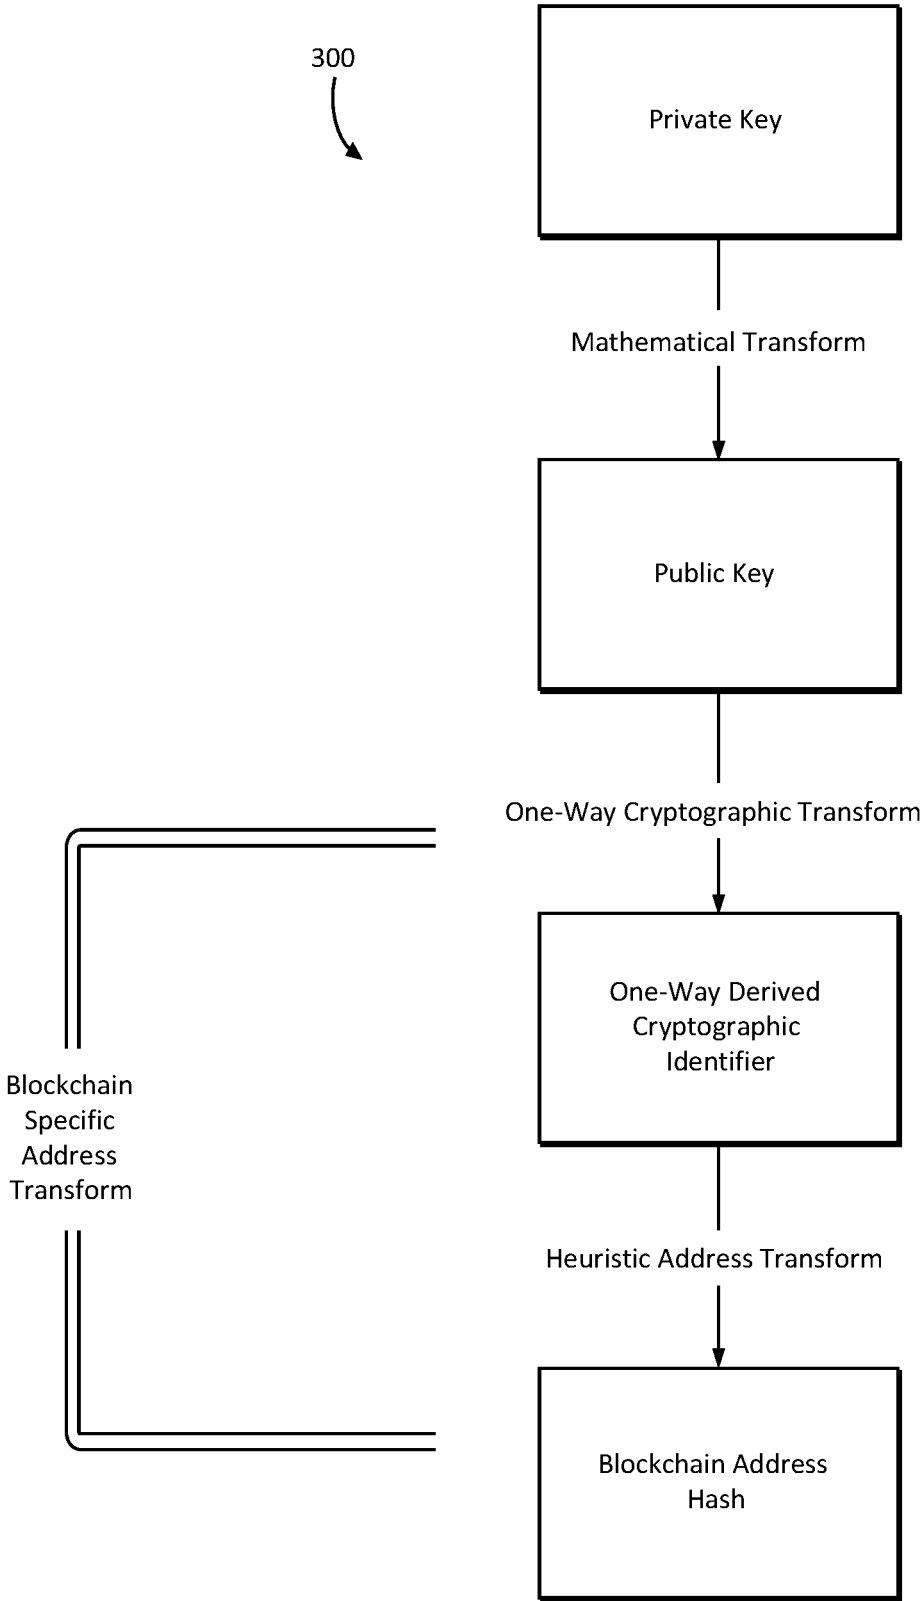 300
Private Key
Mathematical Transform
Public Key
One-Way Cryptographic Transform
One-Way Derived
Cryptographic
Identifier
Blockchain
Specific
Address
Transform
Heuristic Address Transform
Blockchain Address
Hash